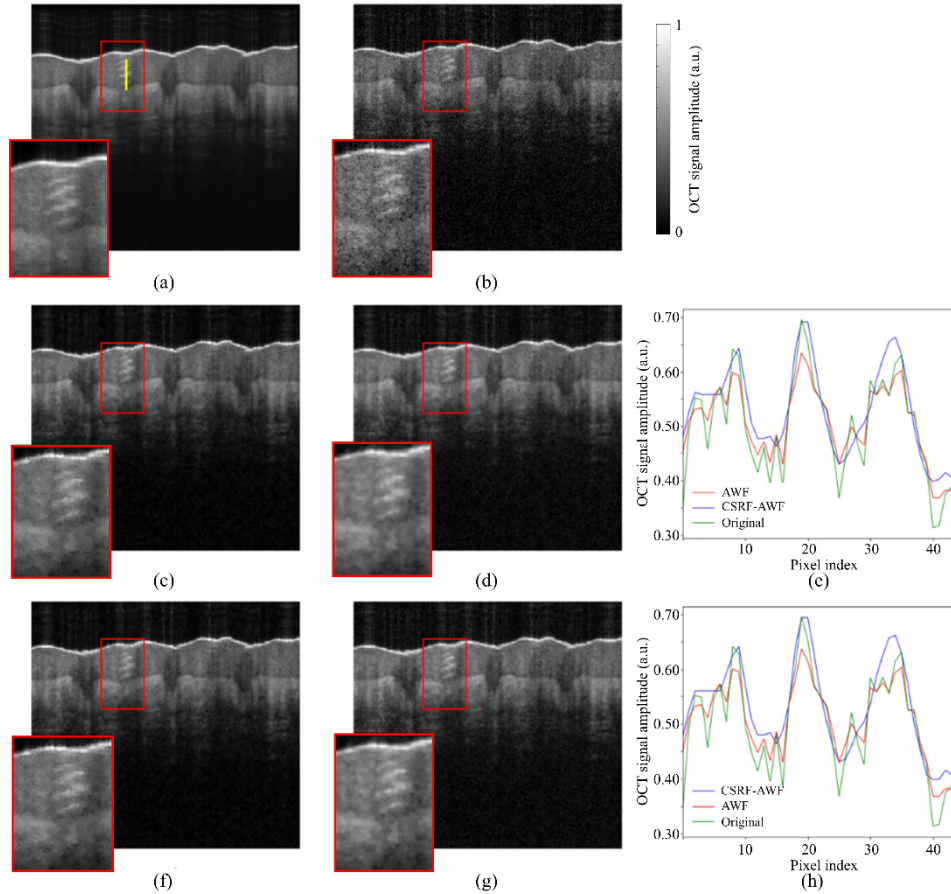 1
OCT signal amplitude (a.u.)
0
(a)
(b)
0.70
0.60
0.50
0.40
0.30
OCT signal amplitude (a.u.)
AWF
CSRF-AWF
Original
10
20
30
40
Pixel index
(c)
(d)
(e)
0.70
0.60
0.50
0.40
0.30
OCT signal amplitude (a.u.)
CSRF-AWF
AWF
Original
10
20
30
40
Pixel index
(f)
(g)
(h)